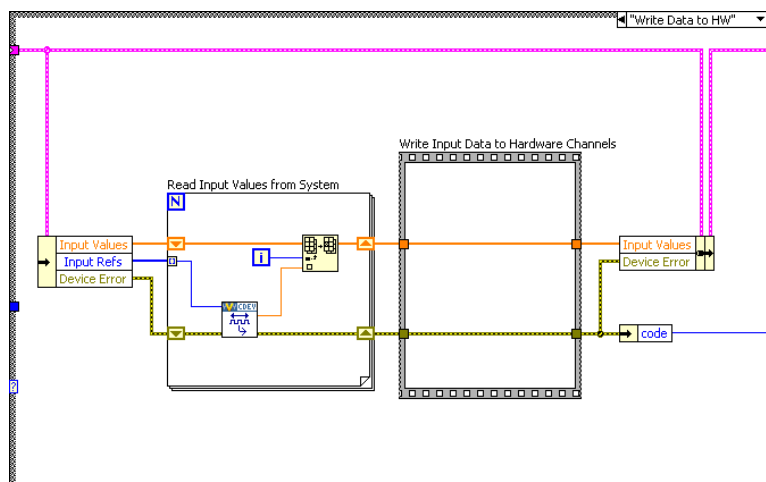 "Write Data to HW"
Write Input Data to Hardware Channels
Read Input Values from System
N
Input Values
Input Refs
Device Error
i
CDEV
Input Values
Device Error
code
?